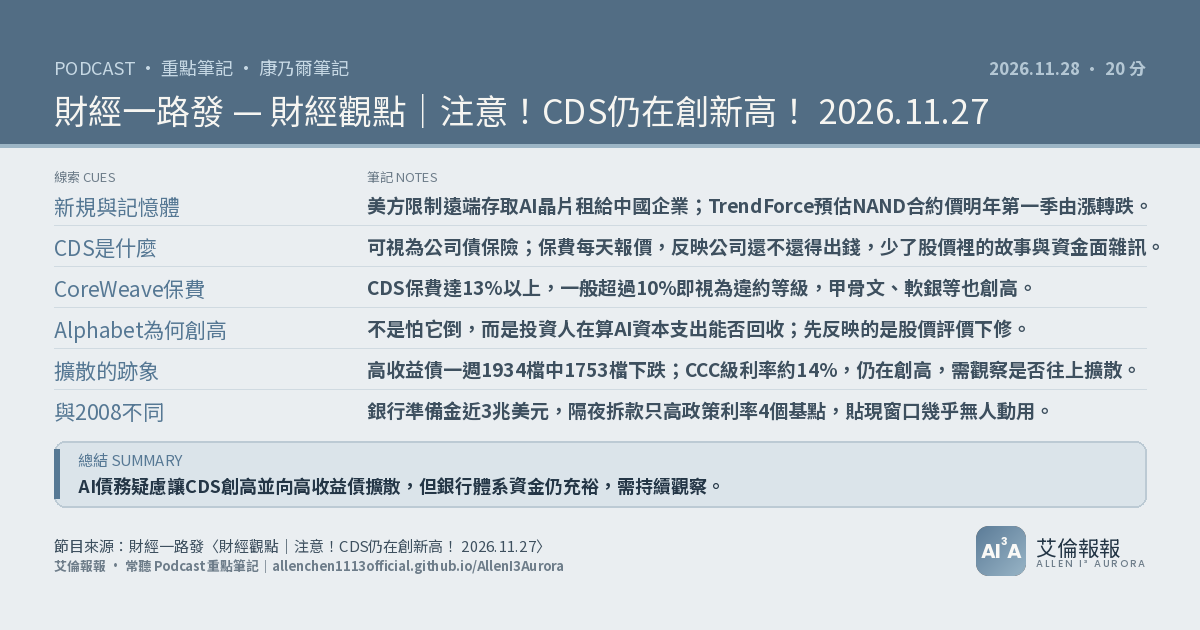 PODCAST • 重點筆記 • 康乃爾筆記
2026.11.28 • 20 分
財經一路發 — 財經觀點｜注意！CDS仍在創新高！ 2026.11.27
線索 CUES
筆記 NOTES
新規與記憶體
美方限制遠端存取AI晶片租給中國企業；TrendForce預估NAND合約價明年第一季由漲轉跌。
CDS是什麼
可視為公司債保險；保費每天報價，反映公司還不還得出錢，少了股價裡的故事與資金面雜訊。
CoreWeave保費
CDS保費達13%以上，一般超過10%即視為違約等級，甲骨文、軟銀等也創高。
Alphabet為何創高
不是怕它倒，而是投資人在算AI資本支出能否回收；先反映的是股價評價下修。
擴散的跡象
高收益債一週1934檔中1753檔下跌；CCC級利率約14%，仍在創高，需觀察是否往上擴散。
與2008不同
銀行準備金近3兆美元，隔夜拆款只高政策利率4個基點，貼現窗口幾乎無人動用。
總結 SUMMARY
AI債務疑慮讓CDS創高並向高收益債擴散，但銀行體系資金仍充裕，需持續觀察。
節目來源：財經一路發〈財經觀點｜注意！CDS仍在創新高！ 2026.11.27〉
艾倫報報 • 常聽 Podcast 重點筆記｜allenchen1113official.github.io/AllenI3Aurora
AI³A
艾倫報報
ALLEN I³ AURORA